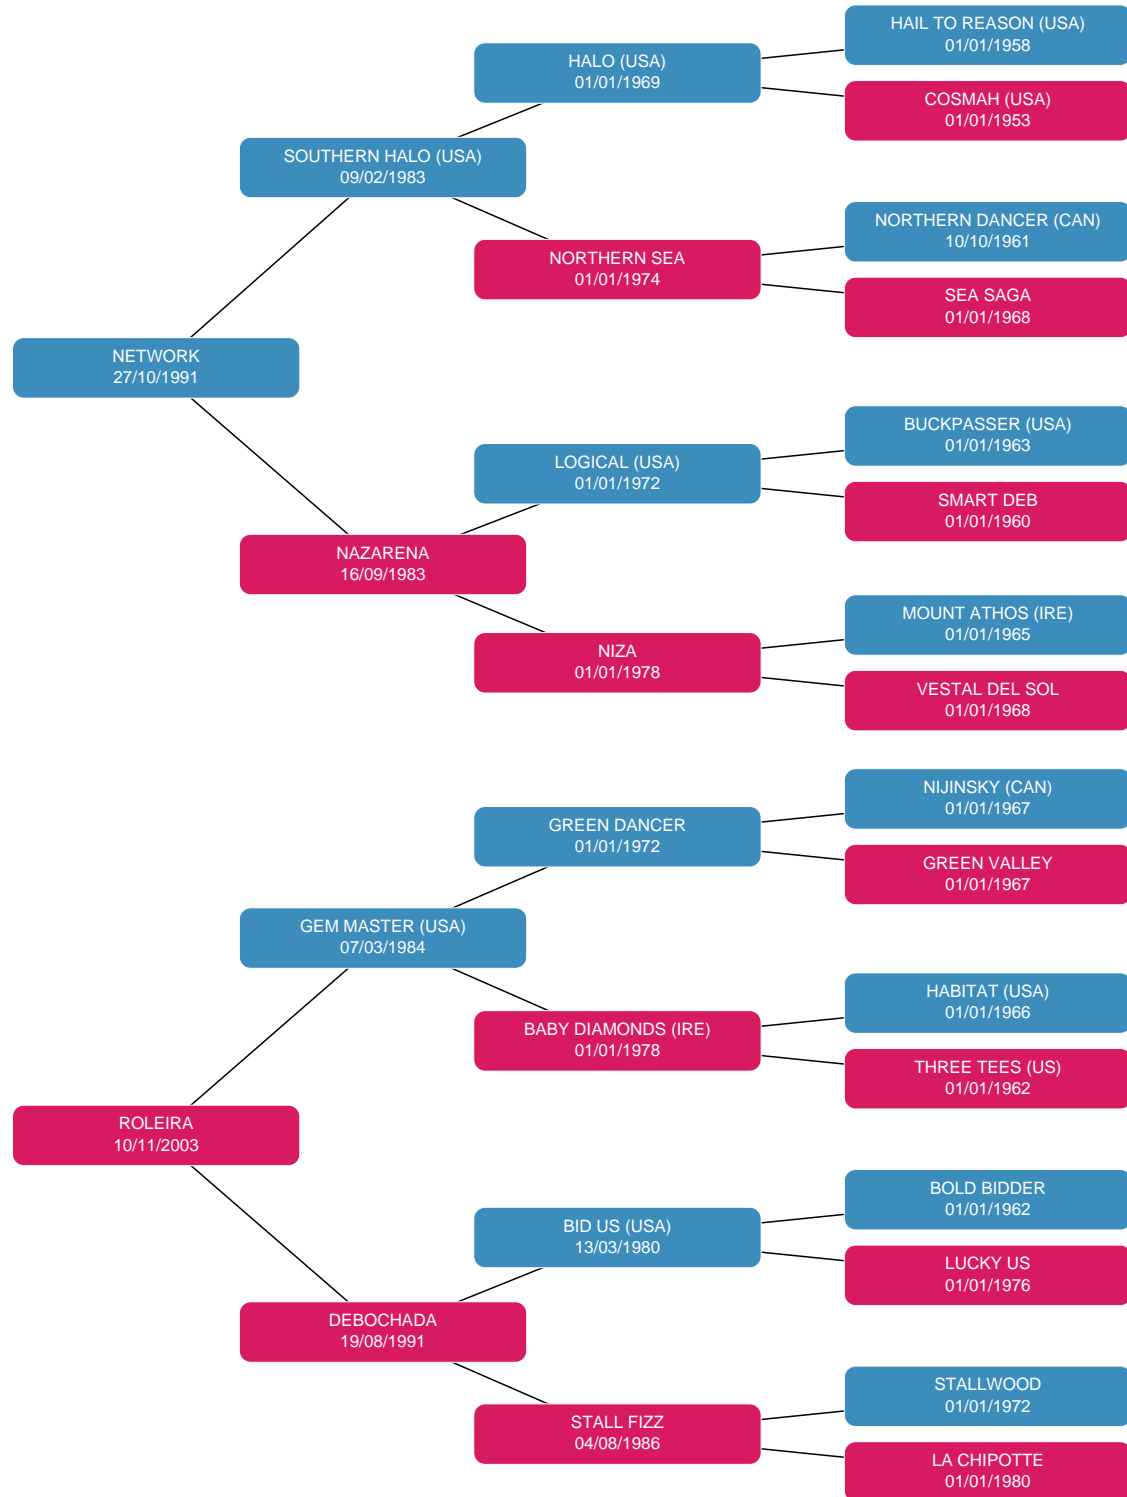 HAIL TO REASON (USA)
01/01/1958
HALO (USA)
01/01/1969
COSMAH (USA)
01/01/1953
SOUTHERN HALO (USA)
09/02/1983
NORTHERN DANCER (CAN)
10/10/1961
NORTHERN SEA
01/01/1974
SEA SAGA
01/01/1968
NETWORK
27/10/1991
BUCKPASSER (USA)
01/01/1963
LOGICAL (USA)
01/01/1972
SMART DEB
01/01/1960
NAZARENA
16/09/1983
MOUNT ATHOS (IRE)
01/01/1965
NIZA
01/01/1978
VESTAL DEL SOL
01/01/1968
NIJINSKY (CAN)
01/01/1967
GREEN DANCER
01/01/1972
GREEN VALLEY
01/01/1967
GEM MASTER (USA)
07/03/1984
HABITAT (USA)
01/01/1966
BABY DIAMONDS (IRE)
01/01/1978
THREE TEES (US)
01/01/1962
ROLEIRA
10/11/2003
BOLD BIDDER
01/01/1962
BID US (USA)
13/03/1980
LUCKY US
01/01/1976
DEBOCHADA
19/08/1991
STALLWOOD
01/01/1972
STALL FIZZ
04/08/1986
LA CHIPOTTE
01/01/1980